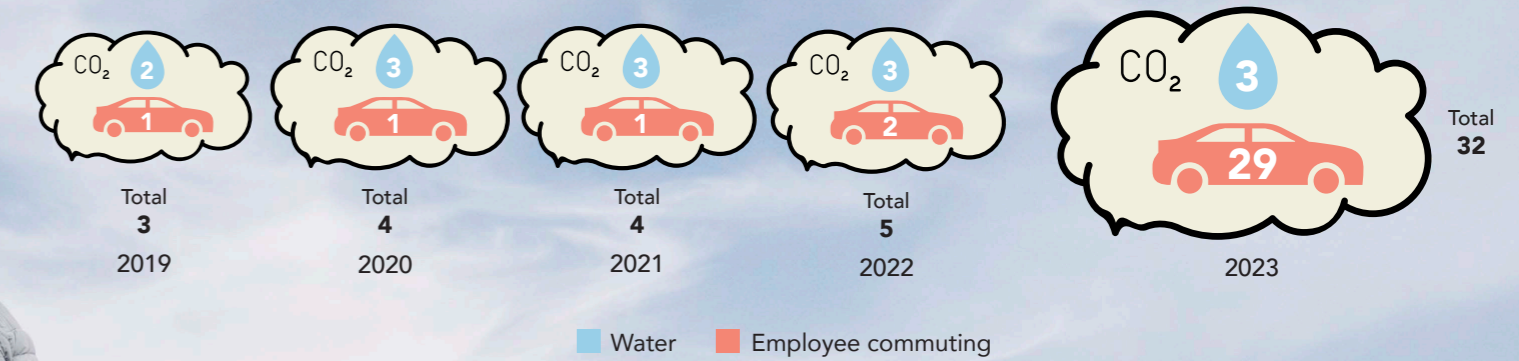 CO2 2
1
Total
3
2019
CO2 3
1
Total
4
2020
CO2 3
1
Total
4
2021
CO2 3
2
Total
5
2022
CO2 3
29
Total
32
2023
Water Employee commuting